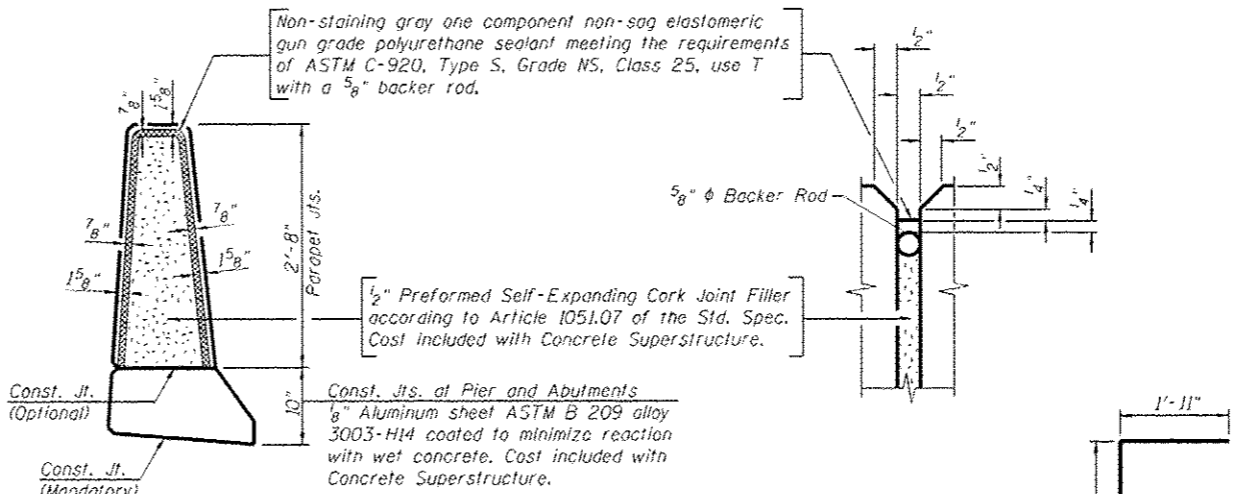 Non-staining gray one component non-sag elastomeric
gun grade polyurethane sealant meeting the requirements
of ASTM C-920, Type S, Grade NS, Class 25, use T
with a 5/8" backer rod.
1/2"
1/2"
1/2"
1/2"
1/4"
1/4"
5/8" ϕ Backer Rod
7/8"
1 5/8"
7/8"
7/8"
1 5/8"
1 5/8"
2'-8"
Parapet Jts.
1/2" Preformed Self-Expanding Cork Joint Filler
according to Article 1051.07 of the Std. Spec.
Cost included with Concrete Superstructure.
Const. Jt.
(Optional)
10"
Const. Jts. at Pier and Abutments
1/8" Aluminum sheet ASTM B 209 alloy
3003-H14 coated to minimize reaction
with wet concrete. Cost included with
Concrete Superstructure.
Const. Jt.
(Mandatory)
1'-11"